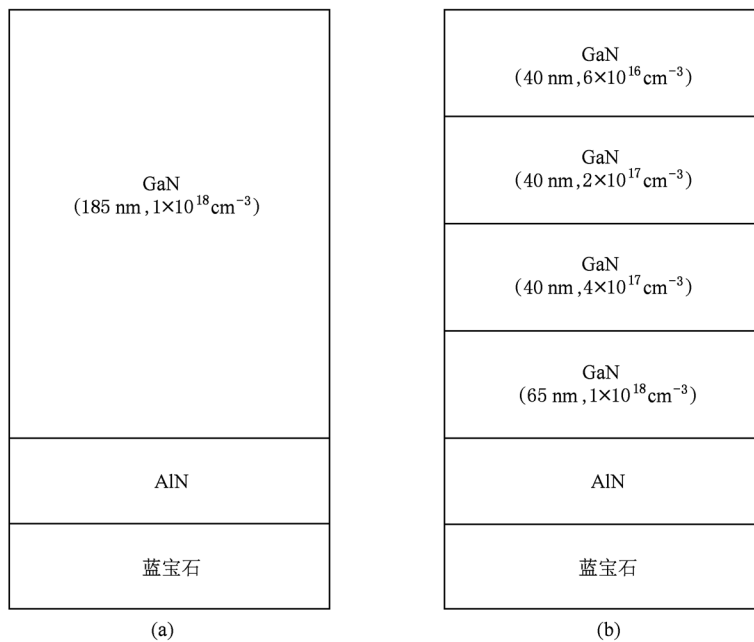 GaN
(185 nm,1×10¹⁸cm⁻³)
AlN
蓝宝石
(a)
GaN
(40 nm,6×10¹⁶cm⁻³)
GaN
(40 nm,2×10¹⁷cm⁻³)
GaN
(40 nm,4×10¹⁷cm⁻³)
GaN
(65 nm,1×10¹⁸cm⁻³)
AlN
蓝宝石
(b)